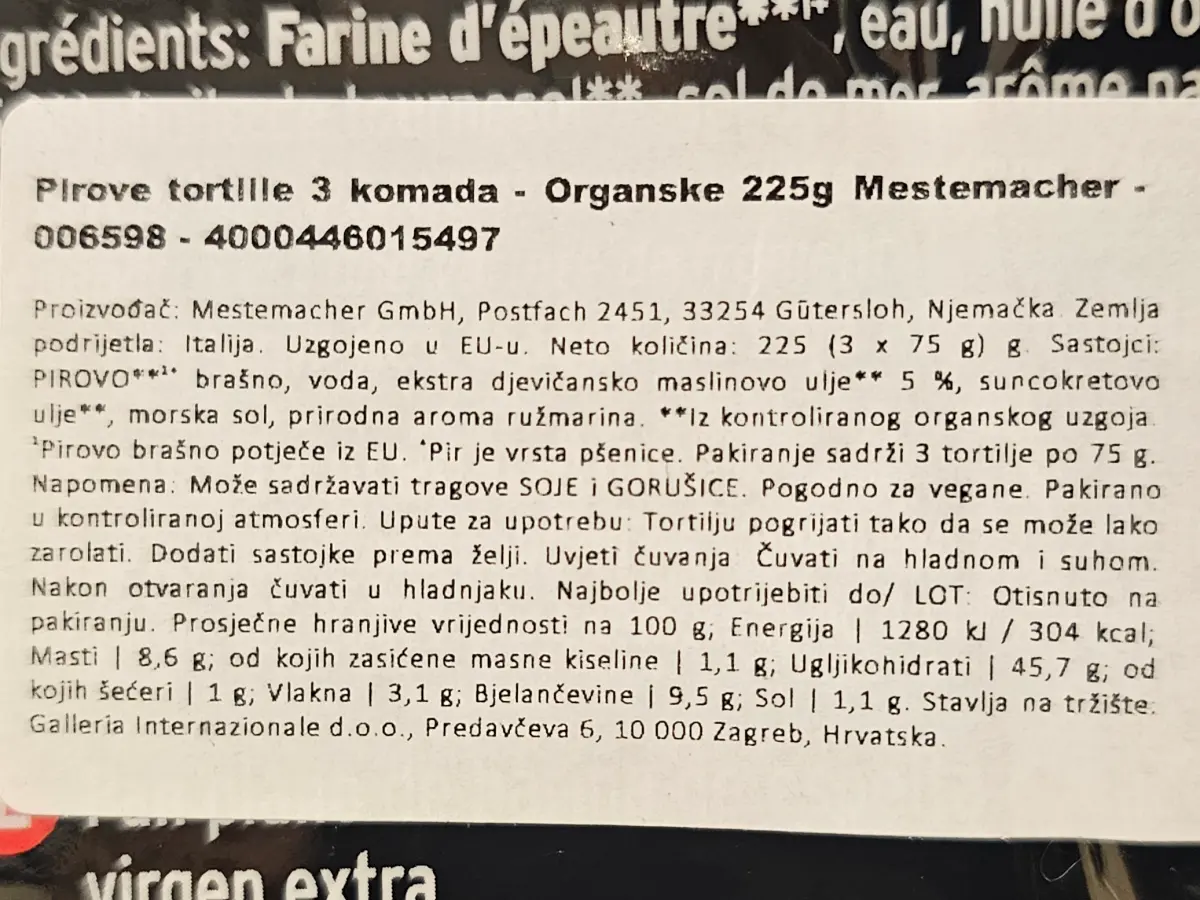 grédients: Farine d'épeautre**¹⁺, eau, huile d'o
sol de mer, arôme na
Pirove tortilje 3 komada - Organske 225g Mestemacher -
006598 - 4000446015497
Proizvođač: Mestemacher GmbH, Postfach 2451, 33254 Gütersloh, Njemačka. Zemlja
podrijetla: Italija. Uzgojeno u EU-u. Neto količina: 225 (3 x 75 g) g. Sastojci:
PIROVO**¹⁺ brašno, voda, ekstra djevičansko maslinovo ulje** 5 %, suncokretovo
ulje**, morska sol, prirodna aroma ružmarina. **Iz kontroliranog organskog uzgoja.
¹Pirovo brašno potječe iz EU. ⁺Pir je vrsta pšenice. Pakiranje sadrži 3 tortilje po 75 g.
Napomena: Može sadržavati tragove SOJE i GORUŠICE. Pogodno za vegane. Pakirano
u kontroliranoj atmosferi. Upute za upotrebu: Tortilju pogrijati tako da se može lako
zarolati. Dodati sastojke prema želji. Uvjeti čuvanja: Čuvati na hladnom i suhom.
Nakon otvaranja čuvati u hladnjaku. Najbolje upotrijebiti do/ LOT: Otisnuto na
pakiranju. Prosječne hranjive vrijednosti na 100 g; Energija | 1280 kJ / 304 kcal;
Masti | 8,6 g; od kojih zasićene masne kiseline | 1,1 g; Ugljikohidrati | 45,7 g; od
kojih šećeri | 1 g; Vlakna | 3,1 g; Bjelančevine | 9,5 g; Sol | 1,1 g. Stavlja na tržište:
Galleria Internazionale d.o.o., Predavčeva 6, 10 000 Zagreb, Hrvatska.
virgen extra